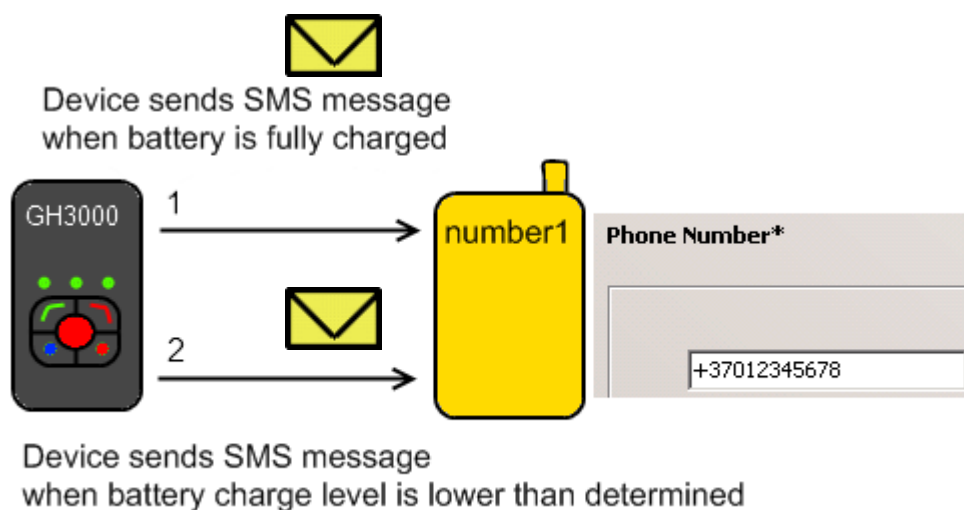 Device sends SMS message
when battery is fully charged
GH3000
1
number1
Phone Number*
2
+37012345678
Device sends SMS message
when battery charge level is lower than determined